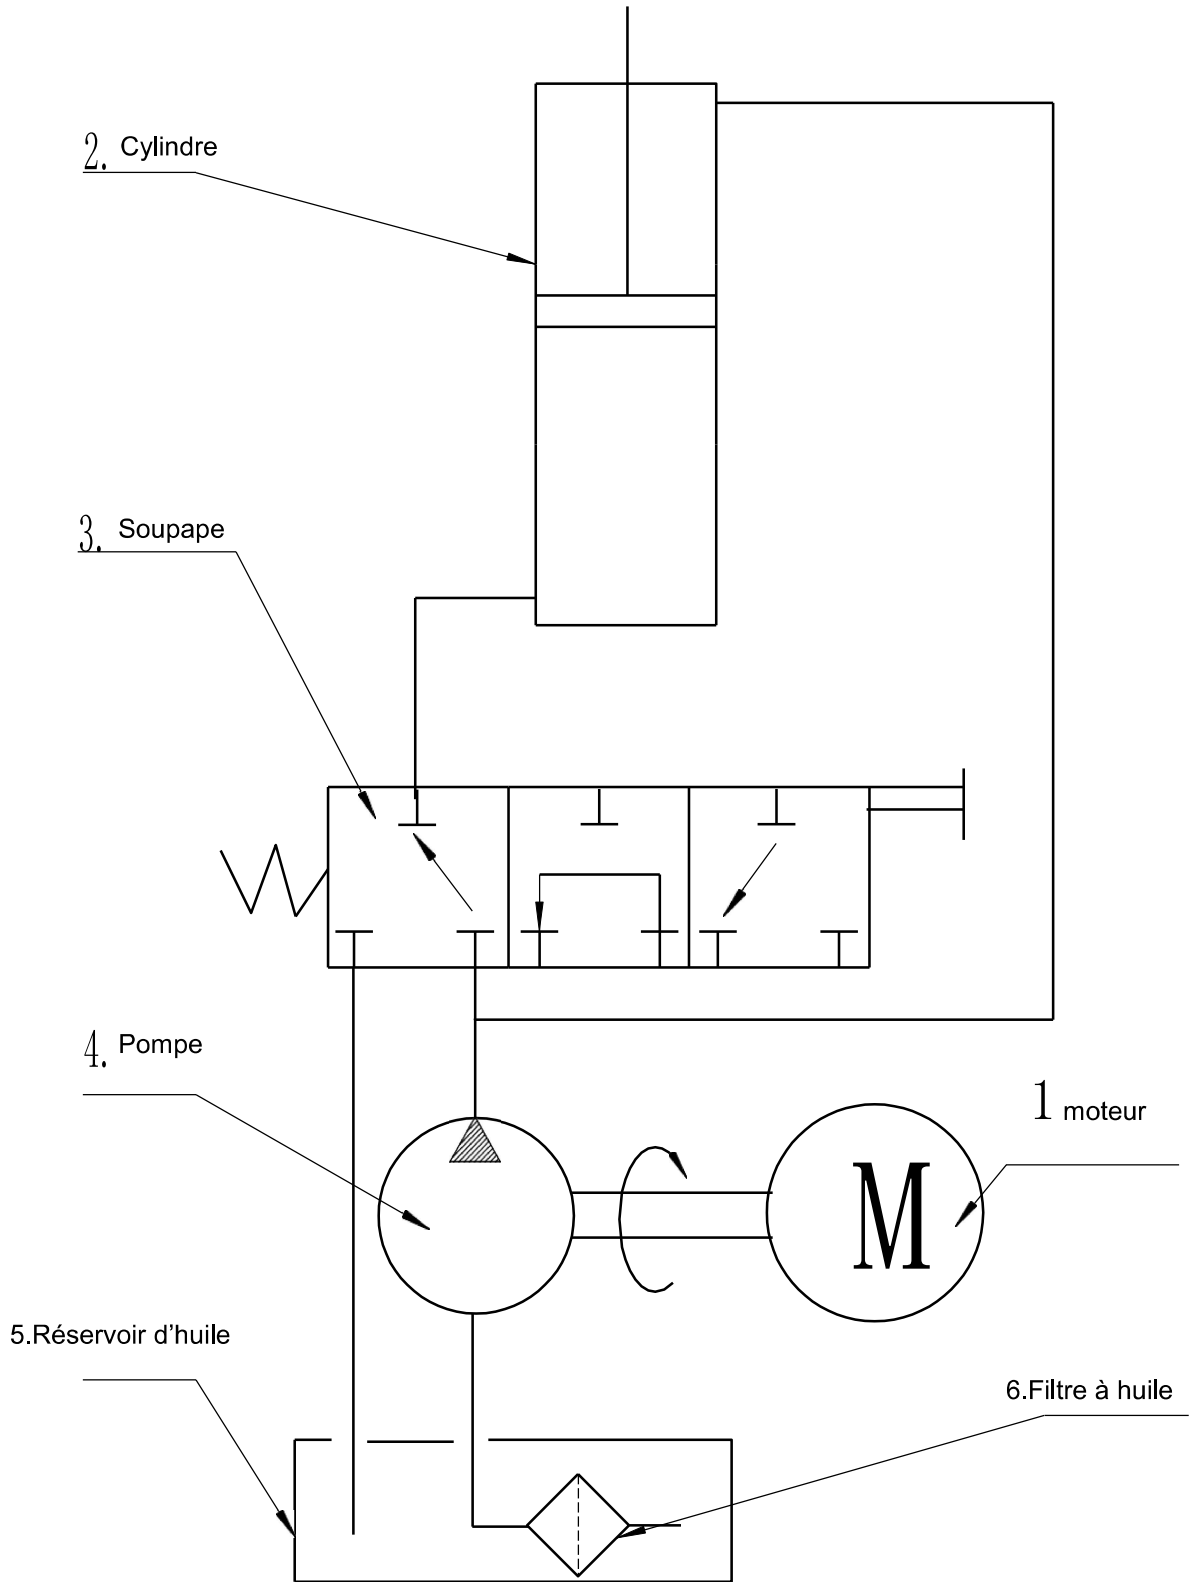 2. Cylindre
3. Soupape
4. Pompe
1 moteur
M
5.Réservoir d’huile
6.Filtre à huile